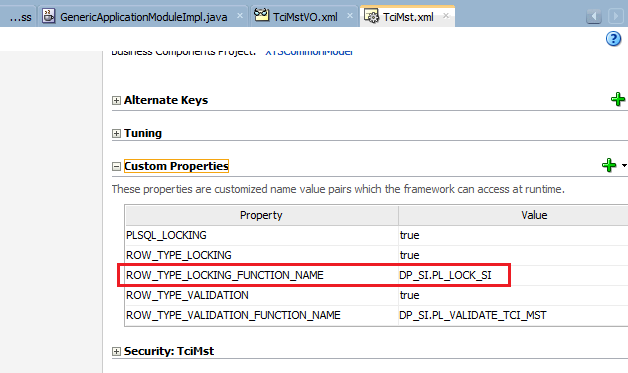 ...ss GenericApplicationModuleImpl.java TciMstVO.xml TciMst.xml
Business Components Project: XTSCommonModel
Alternate Keys
Tuning
Custom Properties
These properties are customized name value pairs which the framework can access at runtime.
Property Value
PLSQL_LOCKING true
ROW_TYPE_LOCKING true
ROW_TYPE_LOCKING_FUNCTION_NAME DP_SI.PL_LOCK_SI
ROW_TYPE_VALIDATION true
ROW_TYPE_VALIDATION_FUNCTION_NAME DP_SI.PL_VALIDATE_TCI_MST
Security: TciMst